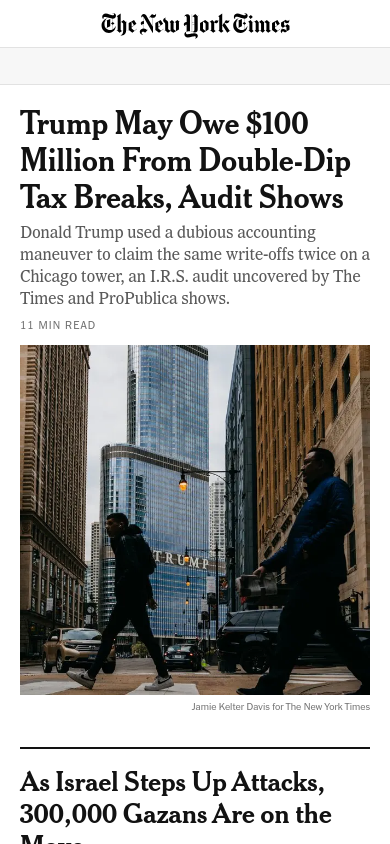 The New York Times
Trump May Owe $100
Million From Double-Dip
Tax Breaks, Audit Shows
Donald Trump used a dubious accounting
maneuver to claim the same write-offs twice on a
Chicago tower, an I.R.S. audit uncovered by The
Times and ProPublica shows.
11 MIN READ
TRUMP
Jamie Kelter Davis for The New York Times
As Israel Steps Up Attacks,
300,000 Gazans Are on the
Move